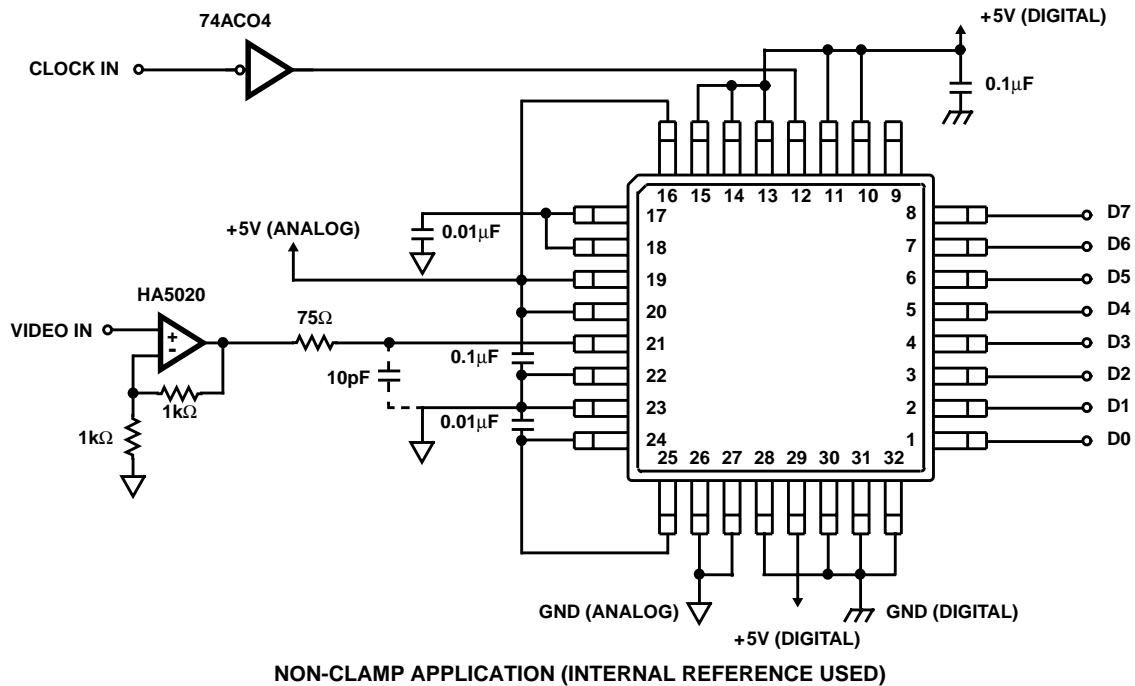 74ACO4
CLOCK IN
+5V (DIGITAL)
0.1μF
16 15 14 13 12 11 10 9
17 8 D7
+5V (ANALOG) 0.01μF
18 7 D6
19 6 D5
HA5020
20 5 D4
VIDEO IN + - 75Ω
21 4 D3
10pF 0.1μF
22 3 D2
1kΩ
23 2 D1
0.01μF
1kΩ
24 1 D0
25 26 27 28 29 30 31 32
GND (ANALOG) GND (DIGITAL)
+5V (DIGITAL)
NON-CLAMP APPLICATION (INTERNAL REFERENCE USED)